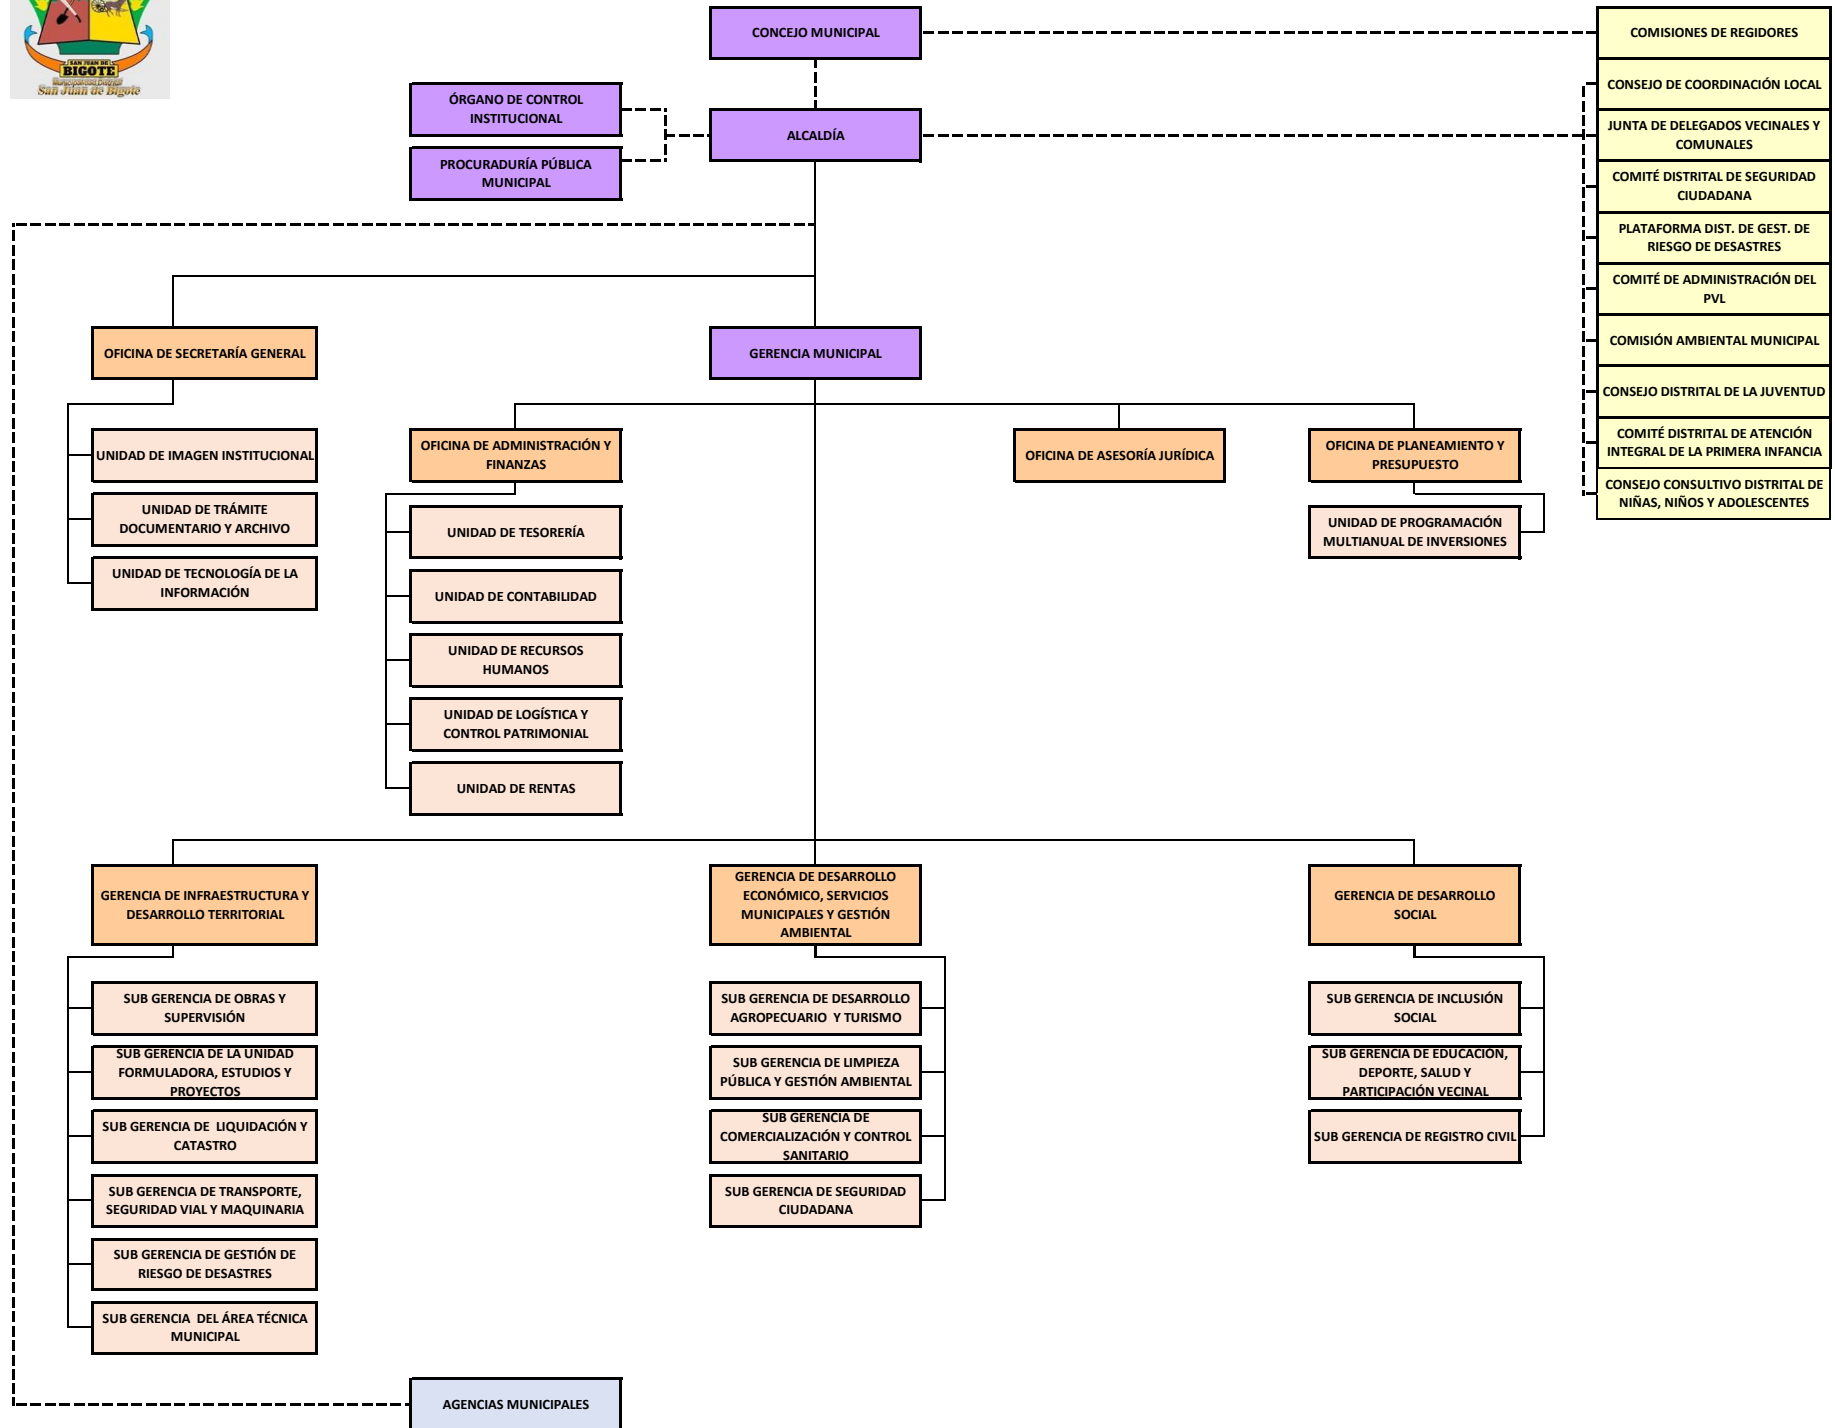 SAN JUAN DE
BIGOTE
San Juan de Bigote
CONCEJO MUNICIPAL
COMISIONES DE REGIDORES
CONSEJO DE COORDINACIÓN LOCAL
ÓRGANO DE CONTROL
INSTITUCIONAL
ALCALDÍA
JUNTA DE DELEGADOS VECINALES Y
COMUNALES
PROCURADURÍA PÚBLICA
MUNICIPAL
COMITÉ DISTRITAL DE SEGURIDAD
CIUDADANA
PLATAFORMA DIST. DE GEST. DE
RIESGO DE DESASTRES
COMITÉ DE ADMINISTRACIÓN DEL
PVL
COMISIÓN AMBIENTAL MUNICIPAL
CONSEJO DISTRITAL DE LA JUVENTUD
COMITÉ DISTRITAL DE ATENCIÓN
INTEGRAL DE LA PRIMERA INFANCIA
CONSEJO CONSULTIVO DISTRITAL DE
NIÑAS, NIÑOS Y ADOLESCENTES
OFICINA DE SECRETARÍA GENERAL
GERENCIA MUNICIPAL
UNIDAD DE IMAGEN INSTITUCIONAL
UNIDAD DE TRÁMITE
DOCUMENTARIO Y ARCHIVO
UNIDAD DE TECNOLOGÍA DE LA
INFORMACIÓN
OFICINA DE ADMINISTRACIÓN Y
FINANZAS
OFICINA DE ASESORÍA JURÍDICA
OFICINA DE PLANEAMIENTO Y
PRESUPUESTO
UNIDAD DE TESORERÍA
UNIDAD DE PROGRAMACIÓN
MULTIANUAL DE INVERSIONES
UNIDAD DE CONTABILIDAD
UNIDAD DE RECURSOS
HUMANOS
UNIDAD DE LOGÍSTICA Y
CONTROL PATRIMONIAL
UNIDAD DE RENTAS
GERENCIA DE INFRAESTRUCTURA Y
DESARROLLO TERRITORIAL
GERENCIA DE DESARROLLO
ECONÓMICO, SERVICIOS
MUNICIPALES Y GESTIÓN
AMBIENTAL
GERENCIA DE DESARROLLO
SOCIAL
SUB GERENCIA DE OBRAS Y
SUPERVISIÓN
SUB GERENCIA DE LA UNIDAD
FORMULADORA, ESTUDIOS Y
PROYECTOS
SUB GERENCIA DE LIQUIDACIÓN Y
CATASTRO
SUB GERENCIA DE TRANSPORTE,
SEGURIDAD VIAL Y MAQUINARIA
SUB GERENCIA DE GESTIÓN DE
RIESGO DE DESASTRES
SUB GERENCIA DEL ÁREA TÉCNICA
MUNICIPAL
SUB GERENCIA DE DESARROLLO
AGROPECUARIO Y TURISMO
SUB GERENCIA DE LIMPIEZA
PÚBLICA Y GESTIÓN AMBIENTAL
SUB GERENCIA DE
COMERCIALIZACIÓN Y CONTROL
SANITARIO
SUB GERENCIA DE SEGURIDAD
CIUDADANA
SUB GERENCIA DE INCLUSIÓN
SOCIAL
SUB GERENCIA DE EDUCACIÓN,
DEPORTE, SALUD Y
PARTICIPACIÓN VECINAL
SUB GERENCIA DE REGISTRO CIVIL
AGENCIAS MUNICIPALES